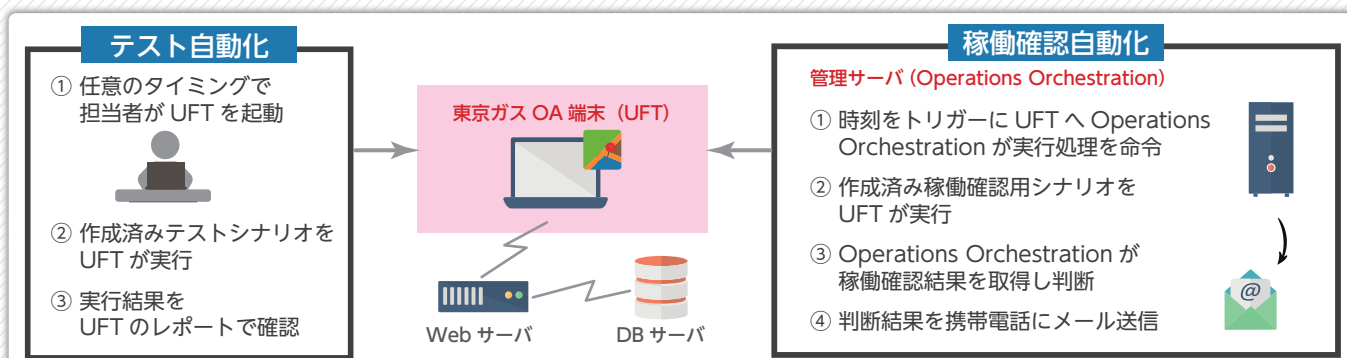 テスト自動化
① 任意のタイミングで
担当者が UFT を起動
② 作成済みテストシナリオを
UFT が実行
③ 実行結果を
UFT のレポートで確認
東京ガス OA 端末（UFT）
Web サーバ
DB サーバ
稼働確認自動化
管理サーバ (Operations Orchestration)
① 時刻をトリガーに UFT へ Operations
Orchestration が実行処理を命令
② 作成済み稼働確認用シナリオを
UFT が実行
③ Operations Orchestration が
稼働確認結果を取得し判断
④ 判断結果を携帯電話にメール送信
@